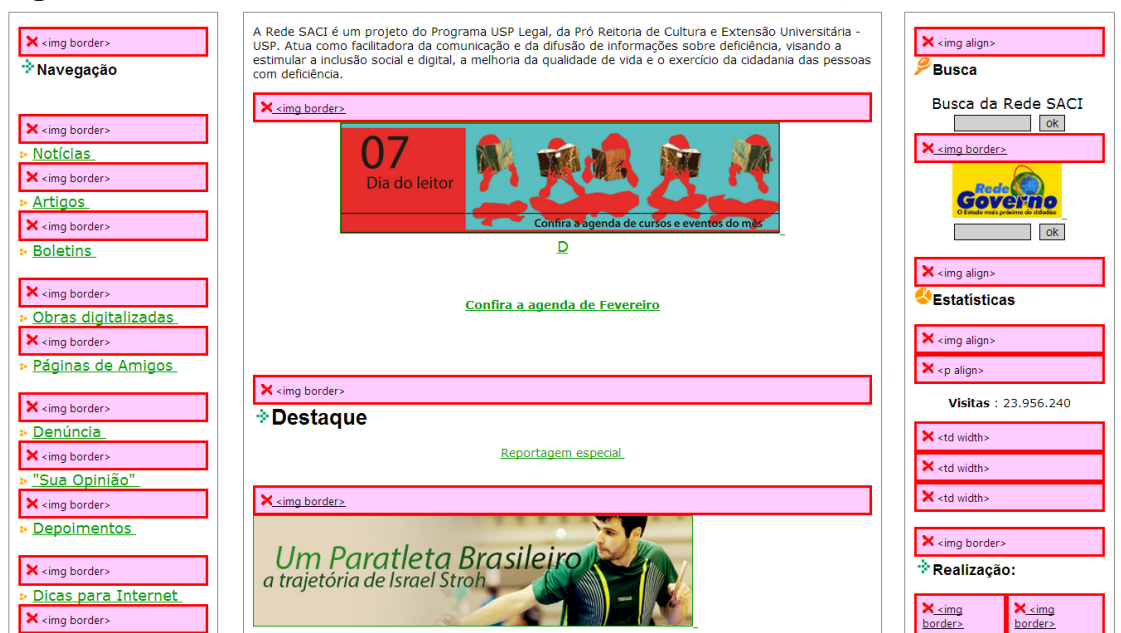 <img border>
Navegação
<img border>
Notícias
<img border>
Artigos
<img border>
Boletins
<img border>
Obras digitalizadas
<img border>
Páginas de Amigos
<img border>
Denúncia
<img border>
"Sua Opinião"
<img border>
Depoimentos
<img border>
Dicas para Internet
<img border>
A Rede SACI é um projeto do Programa USP Legal, da Pró Reitoria de Cultura e Extensão Universitária -
USP. Atua como facilitadora da comunicação e da difusão de informações sobre deficiência, visando a
estimular a inclusão social e digital, a melhoria da qualidade de vida e o exercício da cidadania das pessoas
com deficiência.
<img border>
07
Dia do leitor
Confira a agenda de cursos e eventos do mês
D
Confira a agenda de Fevereiro
<img border>
Destaque
Reportagem especial
<img border>
Um Paratleta Brasileiro
a trajetória de Israel Stroh
<img align>
Busca
Busca da Rede SACI
ok
<img border>
Rede
Governo
O Estado mais próximo do cidadão
ok
<img align>
Estatísticas
<img align>
<p align>
Visitas : 23.956.240
<td width>
<td width>
<td width>
<img border>
Realização:
<img border>
<img border>